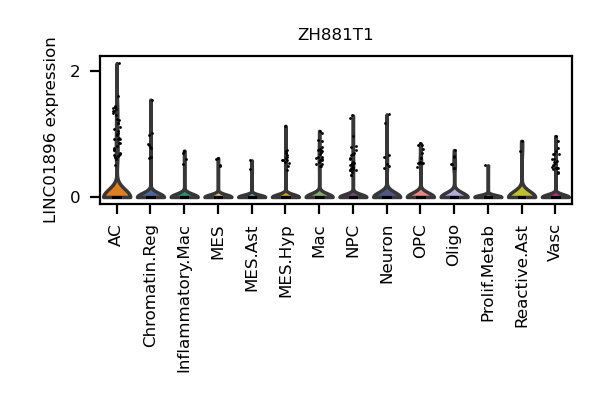 ZH881T1
LINC01896 expression
2
0
AC
Chromatin.Reg
Inflammatory.Mac
MES
MES.Ast
MES.Hyp
Mac
NPC
Neuron
OPC
Oligo
Prolif.Metab
Reactive.Ast
Vasc